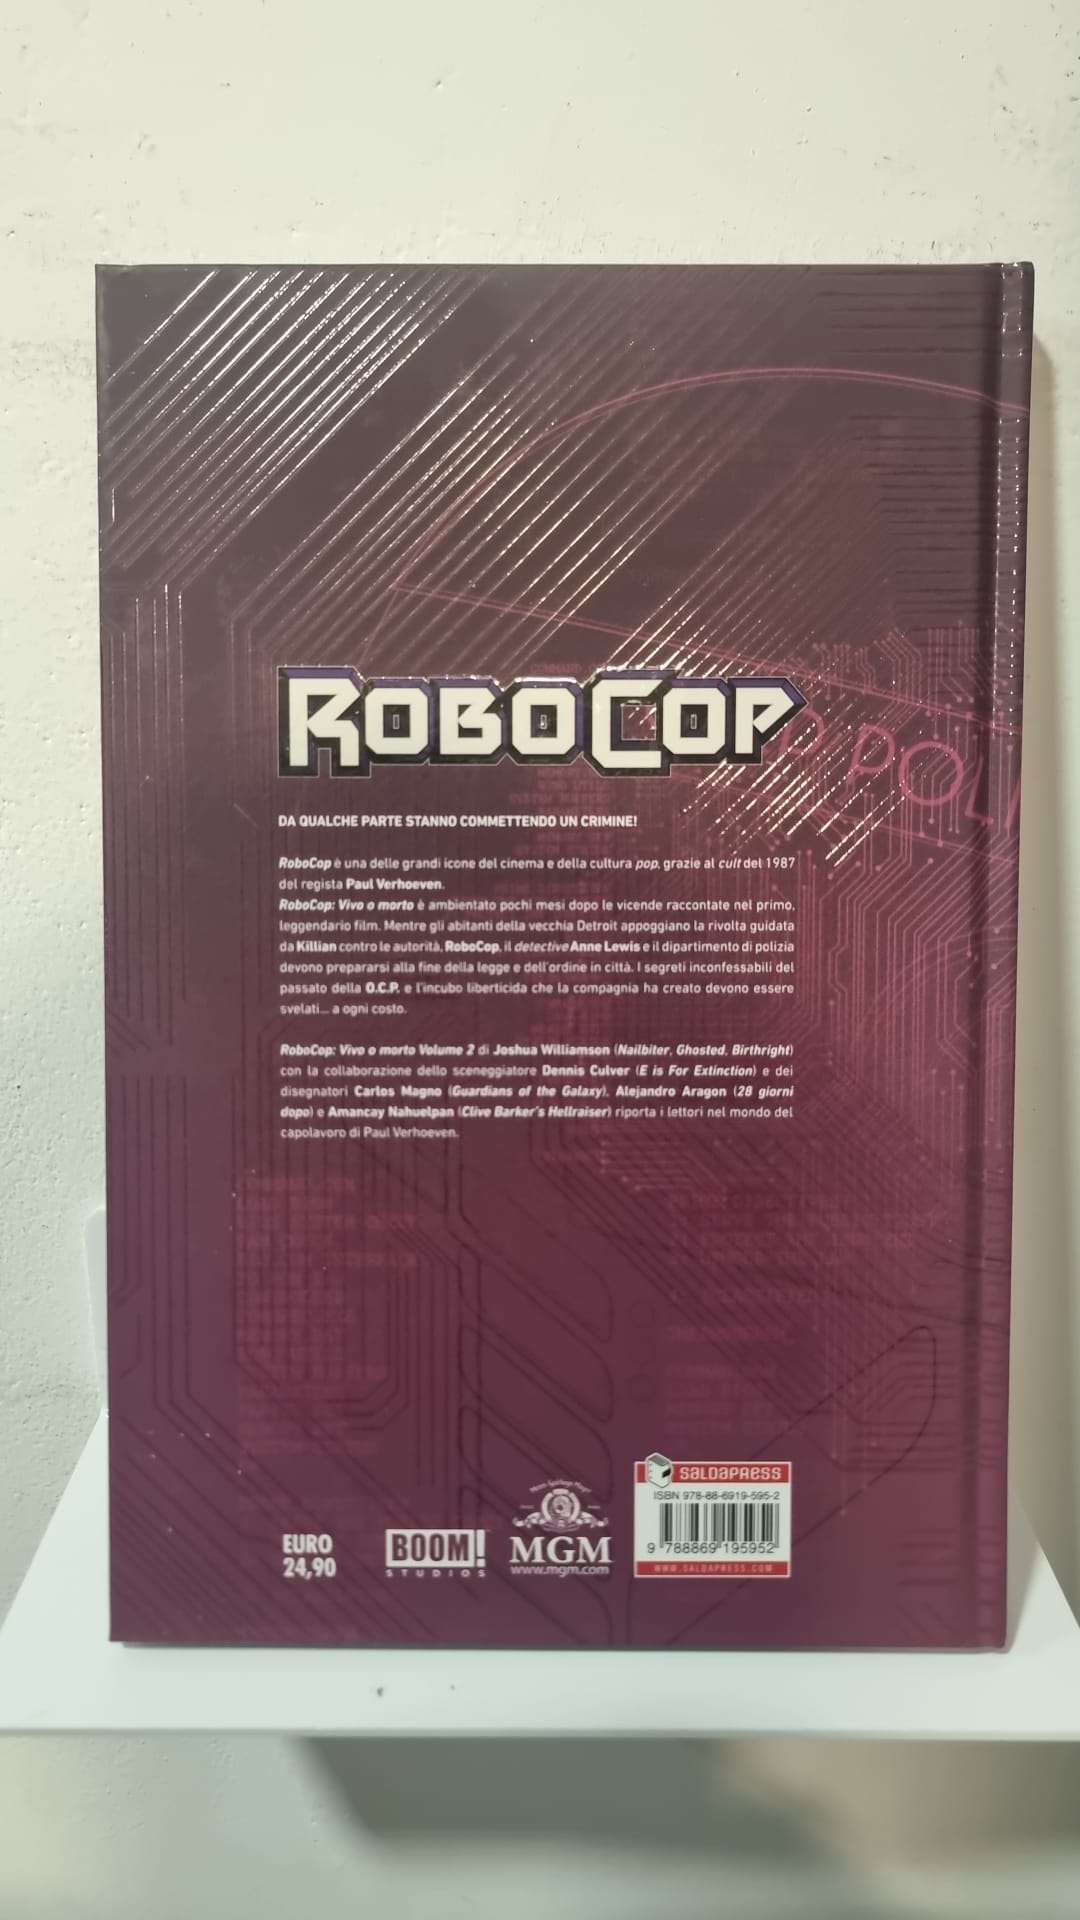 ROBOCOP
POLI
DA QUALCHE PARTE STANNO COMMETTENDO UN CRIMINE!
RoboCop è una delle grandi icone del cinema e della cultura pop, grazie al cult del 1987
del regista Paul Verhoeven.
RoboCop: Vivo o morto è ambientato pochi mesi dopo le vicende raccontate nel primo,
leggendario film. Mentre gli abitanti della vecchia Detroit appoggiano la rivolta guidata
da Killian contro le autorità, RoboCop, il detective Anne Lewis e il dipartimento di polizia
devono prepararsi alla fine della legge e dell'ordine in città. I segreti inconfessabili del
passato della O.C.P. e l'incubo liberticida che la compagnia ha creato devono essere
svelati... a ogni costo.
RoboCop: Vivo o morto Volume 2 di Joshua Williamson (Nailbiter, Ghosted, Birthright)
con la collaborazione dello sceneggiatore Dennis Culver (E is For Extinction) e dei
disegnatori Carlos Magno (Guardians of the Galaxy), Alejandro Aragon (28 giorni
dopo) e Amancay Nahuelpan (Clive Barker's Hellraiser) riporta i lettori nel mondo del
capolavoro di Paul Verhoeven.
EURO
24,90
BOOM!
STUDIOS
MGM
www.mgm.com
SALDAPRESS
ISBN 978-88-6919-595-2
9 788869 195952
WWW.SALDAPRESS.COM